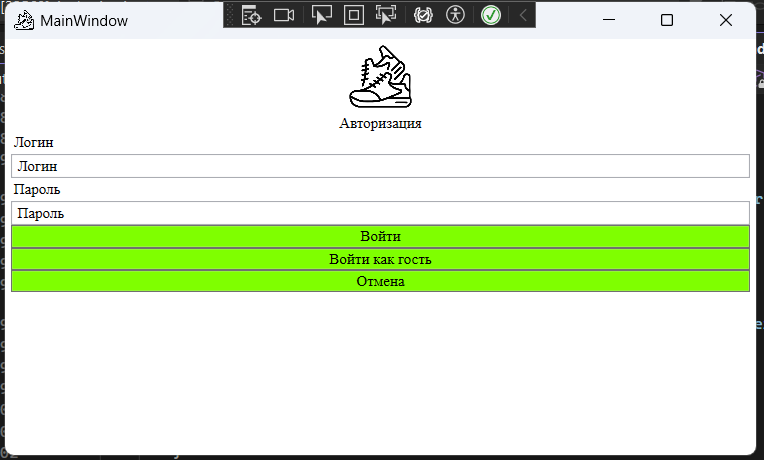 MainWindow
Авторизация
Логин
Логин
Пароль
Пароль
Войти
Войти как гость
Отмена